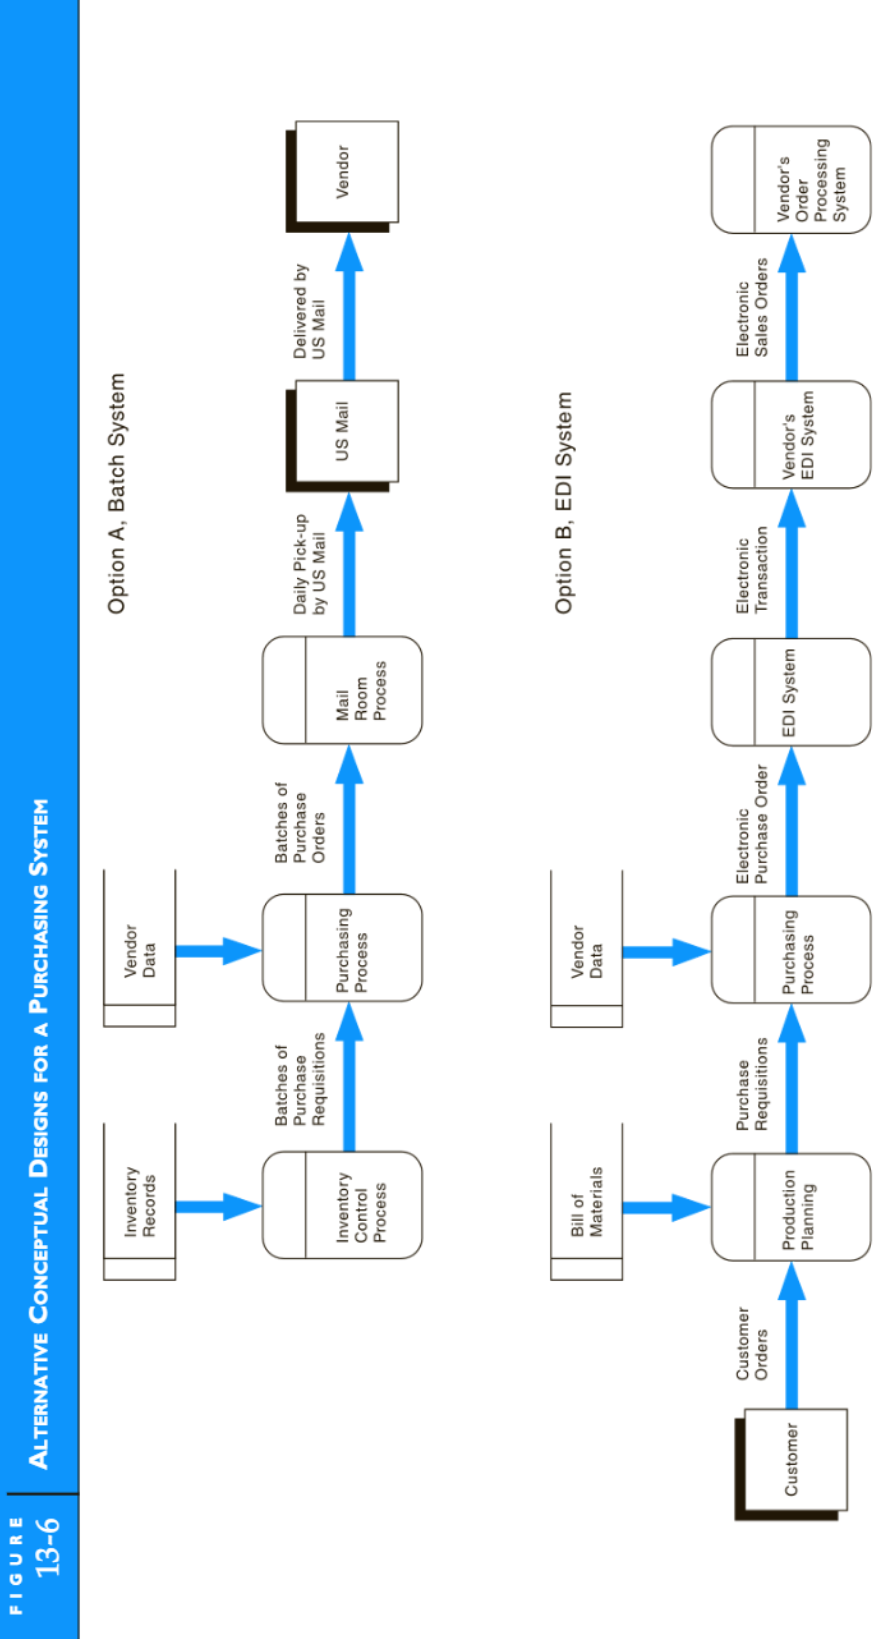 FIGURE
13-6
ALTERNATIVE CONCEPTUAL DESIGNS FOR A PURCHASING SYSTEM
Option A, Batch System
Inventory
Records
Vendor
Data
Inventory
Control
Process
Batches of
Purchase
Requisitions
Purchasing
Process
Batches of
Purchase
Orders
Mail
Room
Process
Daily Pick-up
by US Mail
US Mail
Delivered by
US Mail
Vendor
Option B, EDI System
Bill of
Materials
Vendor
Data
Customer
Customer
Orders
Production
Planning
Purchase
Requisitions
Purchasing
Process
Electronic
Purchase Order
EDI System
Electronic
Transaction
Vendor's
EDI System
Electronic
Sales Orders
Vendor's
Order
Processing
System